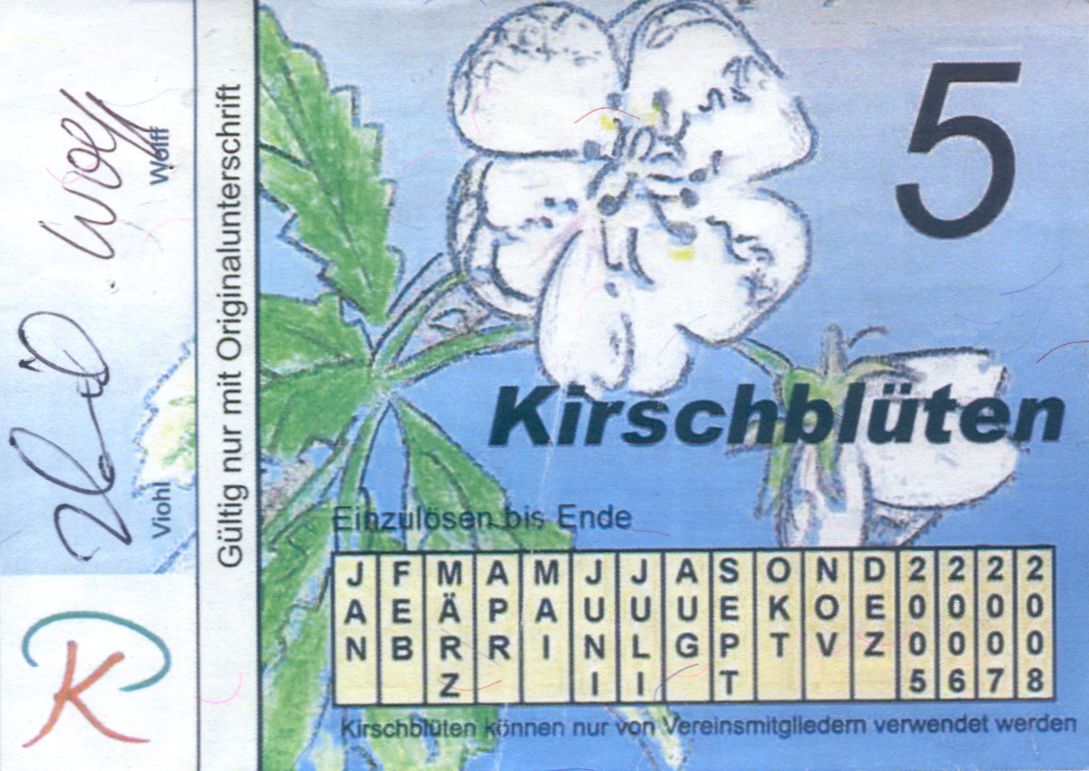 5
Kirschblüten
Einzulösen bis Ende
JAN FEB MÄRZ APR MAI JUNI JULI AUG SEPT OKT NOV DEZ 2005 2006 2007 2008
Kirschblüten können nur von Vereinsmitgliedern verwendet werden
Gültig nur mit Originalunterschrift
Viohl
Wolff
Wolff
K